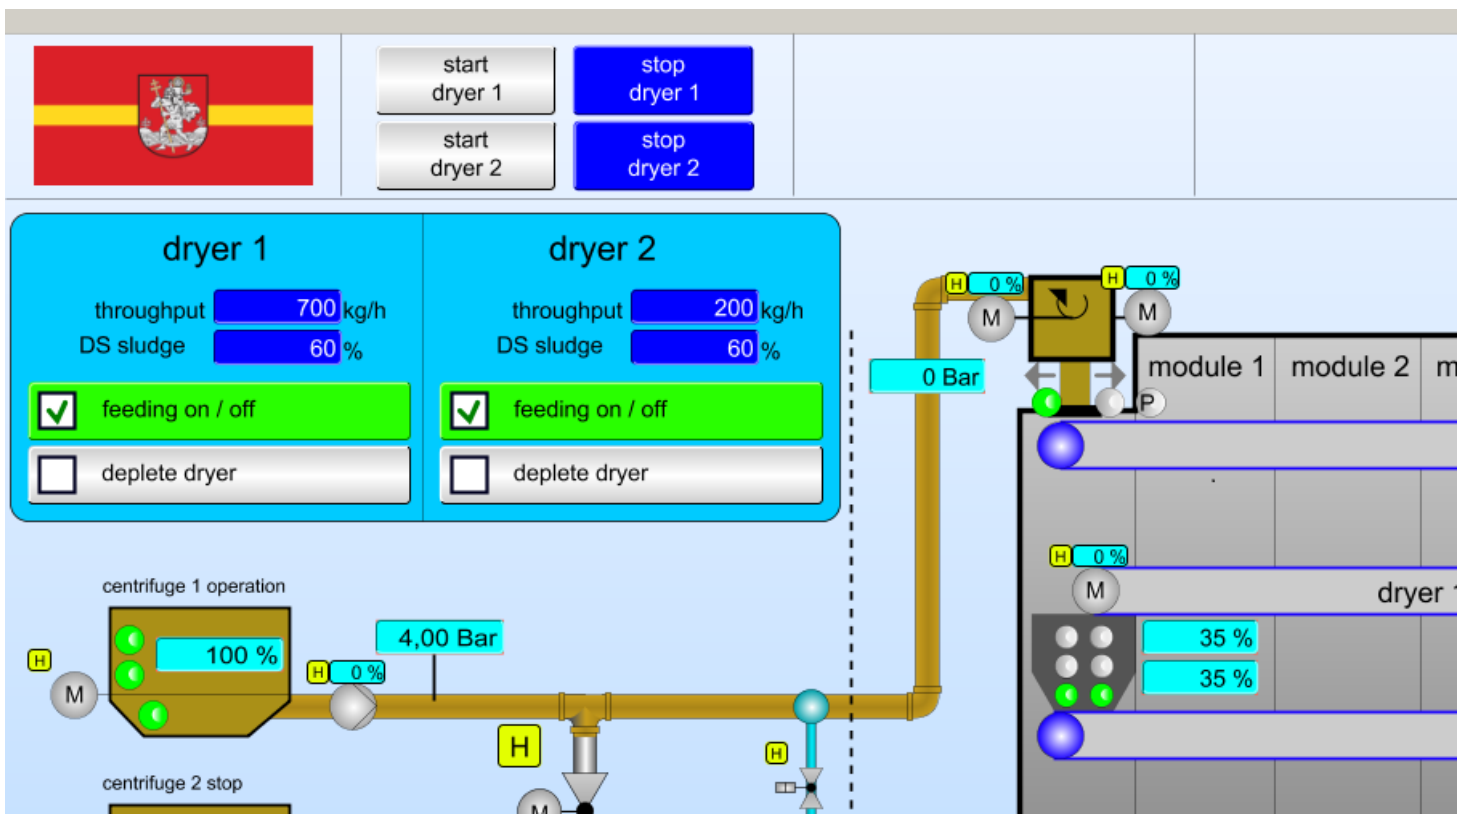 start
dryer 1
stop
dryer 1
start
dryer 2
stop
dryer 2
dryer 1
throughput 700 kg/h
DS sludge 60 %
feeding on / off
deplete dryer
dryer 2
throughput 200 kg/h
DS sludge 60 %
feeding on / off
deplete dryer
H 0 %
H 0 %
M
M
0 Bar
module 1
module 2
m
P
H 0 %
M
dryer 1
35 %
35 %
centrifuge 1 operation
100 %
H
M
H 0 %
4,00 Bar
H
H
M
centrifuge 2 stop